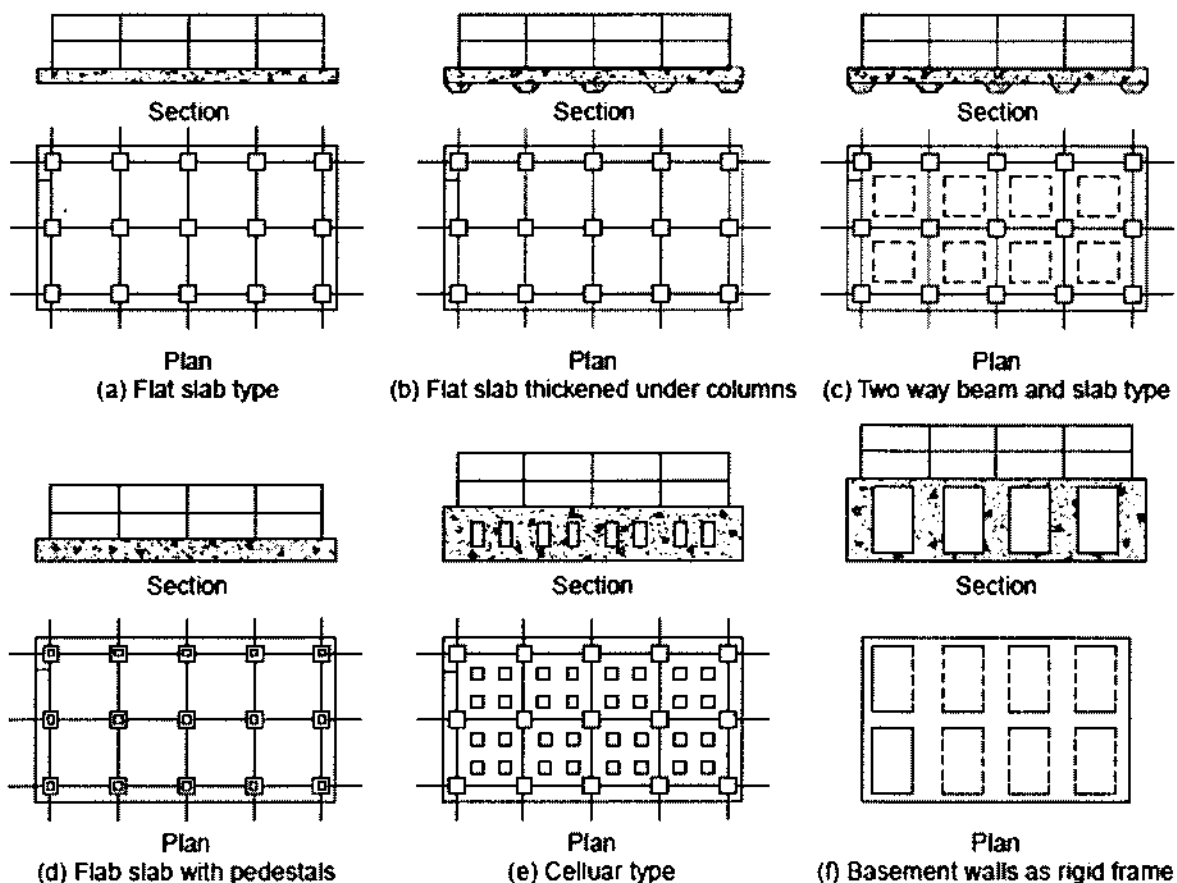 Section
Section
Section
Plan
(a) Flat slab type
Plan
(b) Flat slab thickened under columns
Plan
(c) Two way beam and slab type
Section
Section
Section
Plan
(d) Flab slab with pedestals
Plan
(e) Celluar type
Plan
(f) Basement walls as rigid frame